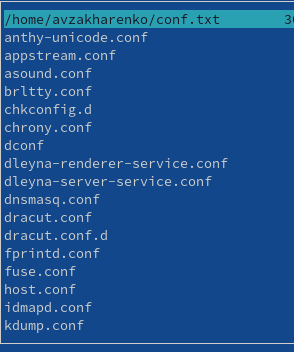 /home/avzakharenko/conf.txt
anthy-unicode.conf
appstream.conf
asound.conf
brltty.conf
chkconfig.d
chrony.conf
dconf
dleyna-renderer-service.conf
dleyna-server-service.conf
dnsmasq.conf
dracut.conf
dracut.conf.d
fprintd.conf
fuse.conf
host.conf
idmapd.conf
kdump.conf